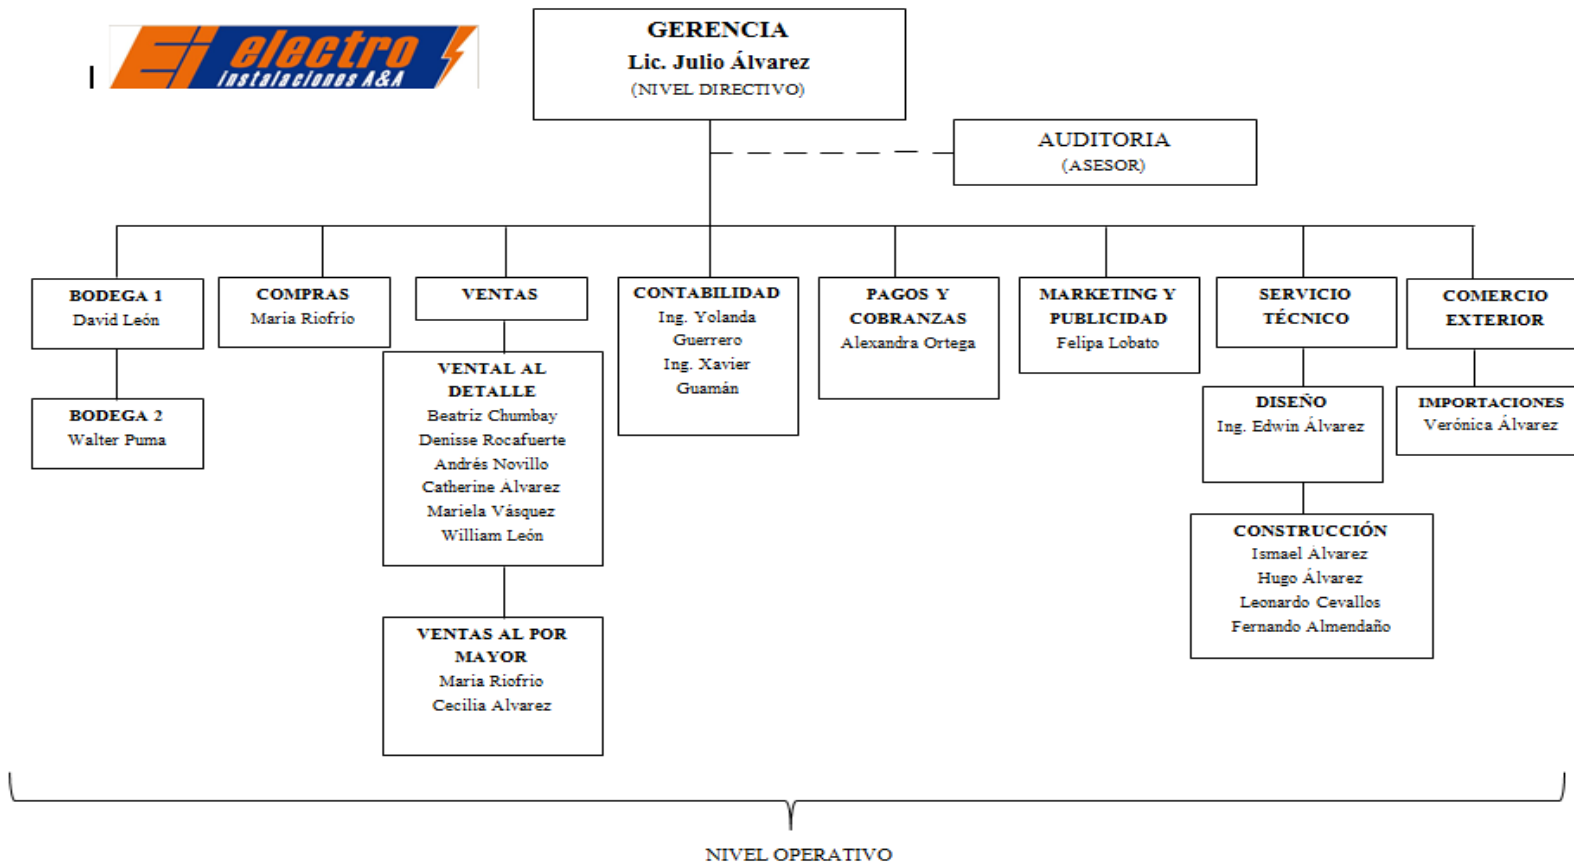 Ei electro
instalaciones A&A
GERENCIA
Lic. Julio Álvarez
(NIVEL DIRECTIVO)
AUDITORIA
(ASESOR)
BODEGA 1
David León
BODEGA 2
Walter Puma
COMPRAS
Maria Riofrio
VENTAS
VENTAL AL
DETALLE
Beatriz Chumbay
Denisse Rocafuerte
Andrés Novillo
Catherine Álvarez
Mariela Vásquez
William León
VENTAS AL POR
MAYOR
Maria Riofrio
Cecilia Alvarez
CONTABILIDAD
Ing. Yolanda
Guerrero
Ing. Xavier
Guamán
PAGOS Y
COBRANZAS
Alexandra Ortega
MARKETING Y
PUBLICIDAD
Felipa Lobato
SERVICIO
TÉCNICO
DISEÑO
Ing. Edwin Álvarez
CONSTRUCCIÓN
Ismael Álvarez
Hugo Álvarez
Leonardo Cevallos
Fernando Almendaño
COMERCIO
EXTERIOR
IMPORTACIONES
Verónica Álvarez
NIVEL OPERATIVO